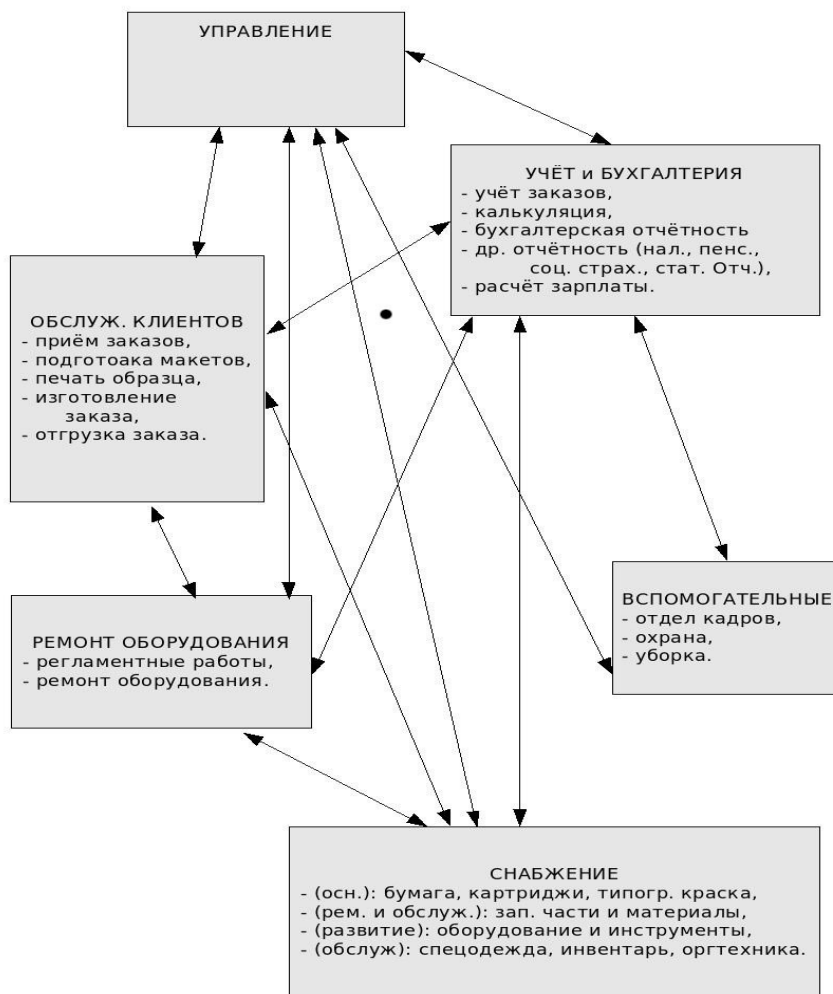 УПРАВЛЕНИЕ
УЧЁТ и БУХГАЛТЕРИЯ
- учёт заказов,
- калькуляция,
- бухгалтерская отчётность
- др. отчётность (нал., пенс.,
соц. страх., стат. Отч.),
- расчёт зарплаты.
ОБСЛУЖ. КЛИЕНТОВ
- приём заказов,
- подготоака макетов,
- печать образца,
- изготовление
заказа,
- отгрузка заказа.
РЕМОНТ ОБОРУДОВАНИЯ
- регламентные работы,
- ремонт оборудования.
ВСПОМОГАТЕЛЬНЫЕ
- отдел кадров,
- охрана,
- уборка.
СНАБЖЕНИЕ
- (осн.): бумага, картриджи, типогр. краска,
- (рем. и обслуж.): зап. части и материалы,
- (развитие): оборудование и инструменты,
- (обслуж): спецодежда, инвентарь, оргтехника.